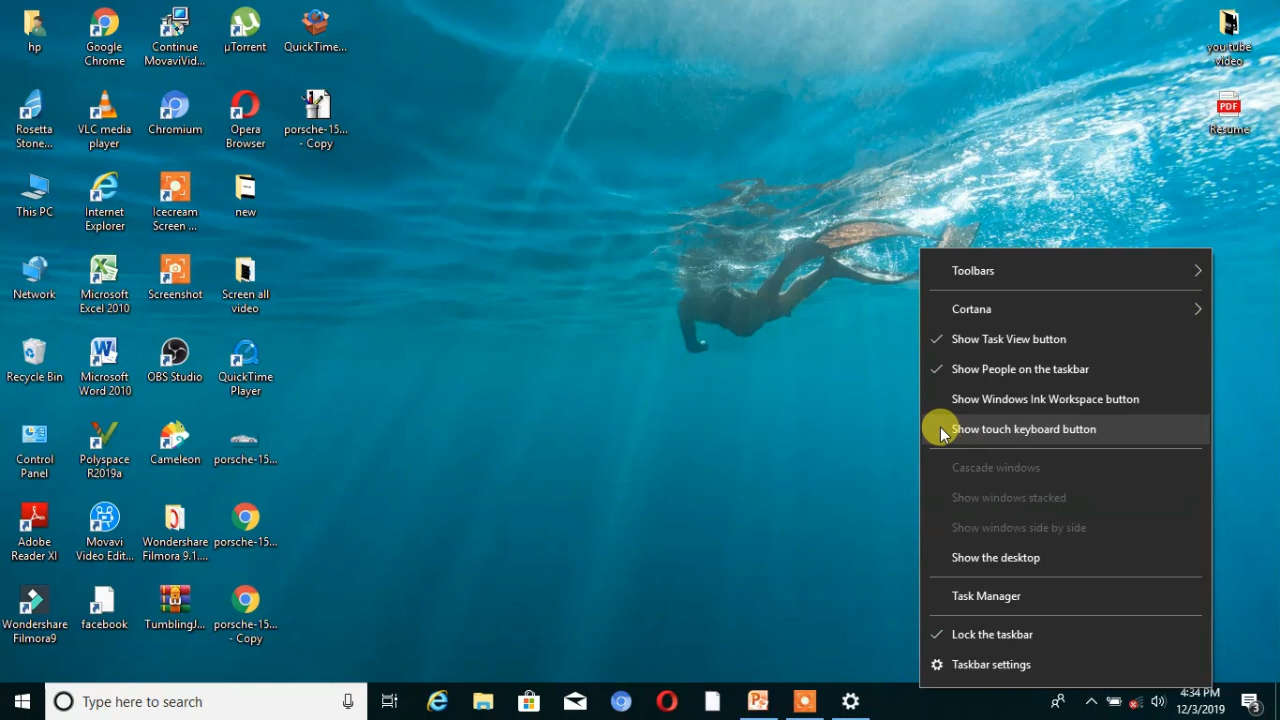 hp
Google
Chrome
Continue
MovaviVid...
µTorrent
QuickTime...
you tube
video
Rosetta
Stone...
VLC media
player
Chromium
Opera
Browser
porsche-15...
- Copy
PDF
Resume
This PC
Internet
Explorer
Icecream
Screen ...
new
Network
Microsoft
Excel 2010
Screenshot
Screen all
video
Recycle Bin
Microsoft
Word 2010
OBS Studio
QuickTime
Player
Control
Panel
Polyspace
R2019a
Cameleon
porsche-15...
Adobe
Reader XI
Movavi
Video Edit...
Wondershare
Filmora 9.1....
porsche-15...
Wondershare
Filmora9
facebook
TumblingJ...
porsche-15...
- Copy
Toolbars
Cortana
Show Task View button
Show People on the taskbar
Show Windows Ink Workspace button
Show touch keyboard button
Cascade windows
Show windows stacked
Show windows side by side
Show the desktop
Task Manager
Lock the taskbar
Taskbar settings
Type here to search
4:34 PM
12/3/2019
3